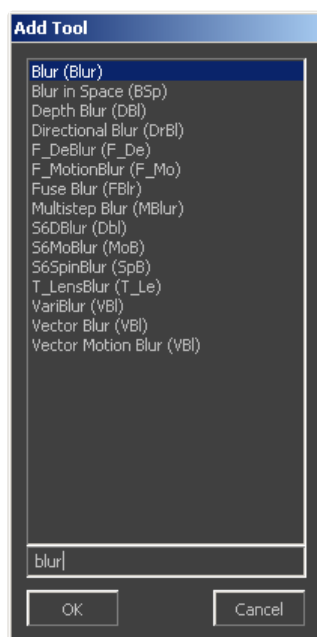 Add Tool
Blur (Blur)
Blur in Space (BSp)
Depth Blur (DBl)
Directional Blur (DrBl)
F_DeBlur (F_De)
F_MotionBlur (F_Mo)
Fuse Blur (FBlr)
Multistep Blur (MBlur)
S6DBlur (Dbl)
S6MoBlur (MoB)
S6SpinBlur (SpB)
T_LensBlur (T_Le)
VariBlur (VBl)
Vector Blur (VBl)
Vector Motion Blur (VBl)
blur
OK Cancel